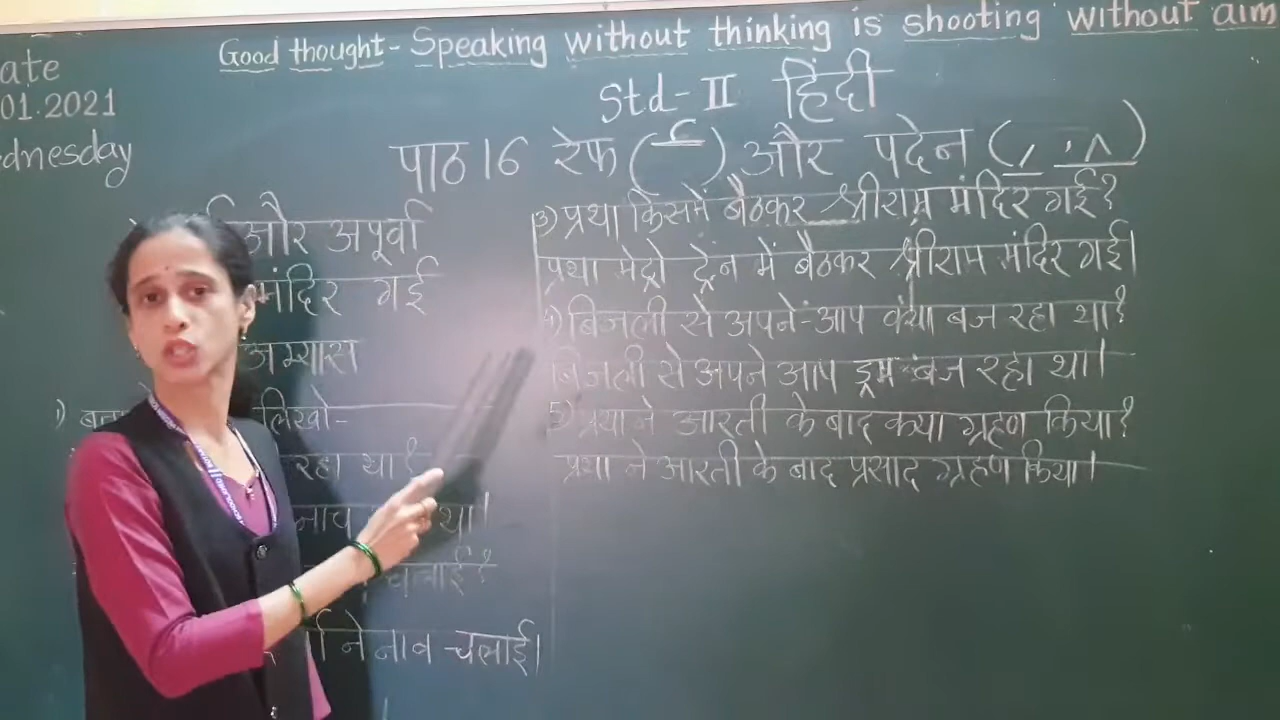 ate
Good thought- Speaking without thinking is shooting without aim
01.2021
dnesday
Std-II हिंदी
पाठ 16 रेफ ( र्‍ ) और पदेन ( ्र , ^ )
और अपूर्वा
मंदिर गई
अभ्यास
1) लिखो-
रहा था?
नाच था।
चलाई?
ने नाव चलाई।
3) प्रथा किसमें बैठकर श्रीराम मंदिर गई?
प्रथा मेट्रो ट्रेन में बैठकर श्रीराम मंदिर गई।
) बिजली से अपने-आप क्या बज रहा था?
बिजली से अपने आप ड्रम बज रहा था।
5) प्रथा ने आरती के बाद क्या ग्रहण किया?
प्रथा ने आरती के बाद प्रसाद ग्रहण किया।